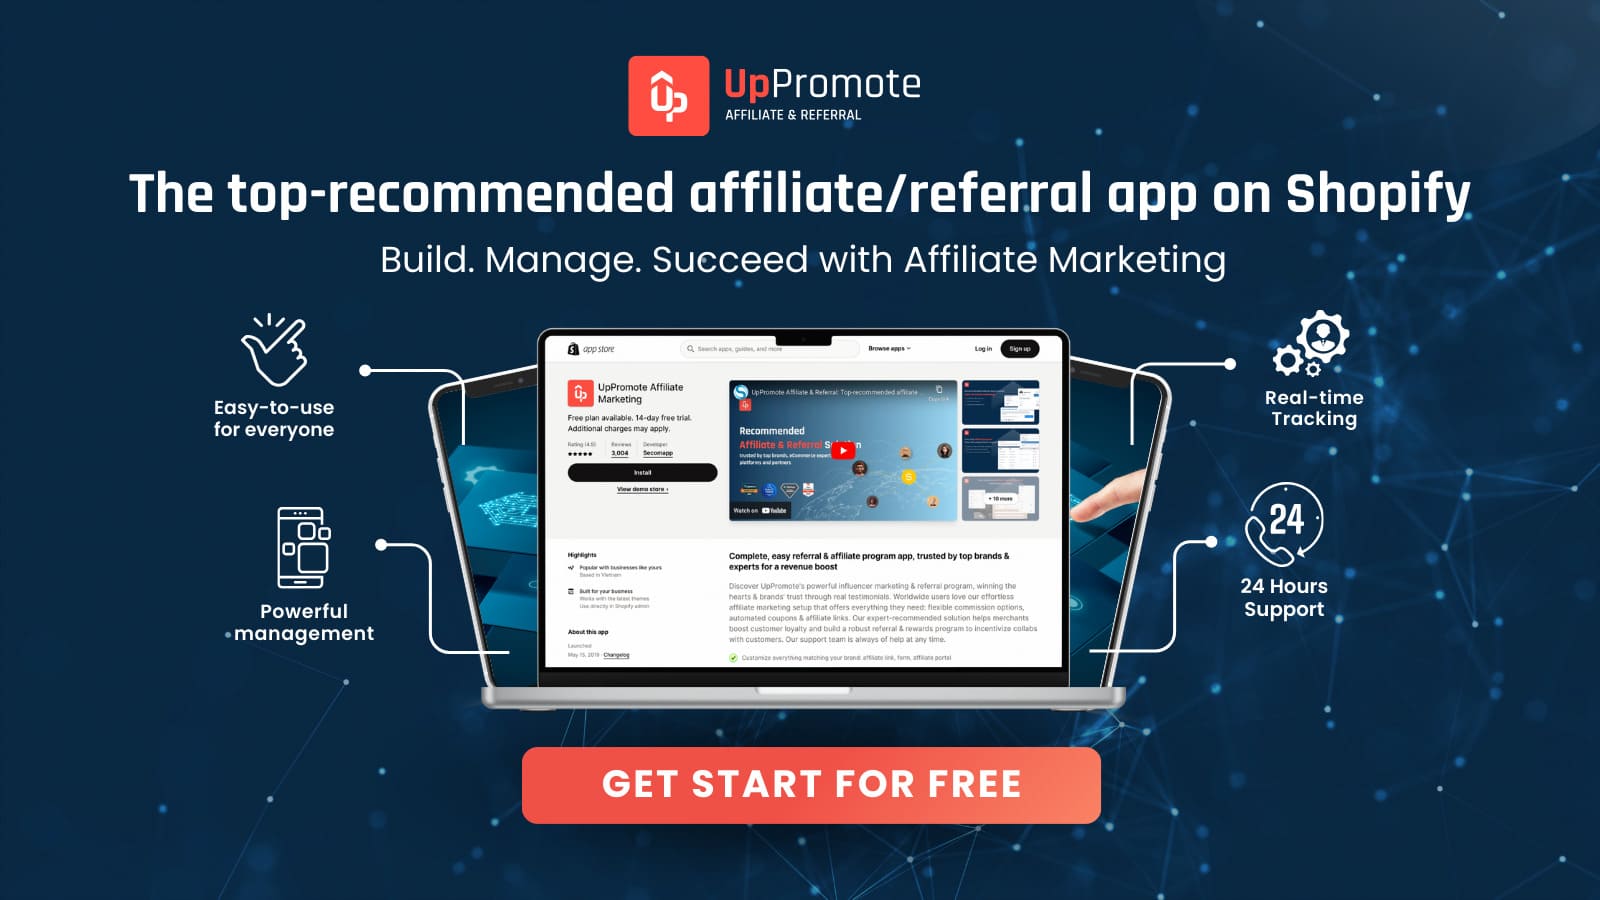 UpPromote
AFFILIATE & REFERRAL
The top-recommended affiliate/referral app on Shopify
Build. Manage. Succeed with Affiliate Marketing
Easy-to-use
for everyone
Powerful
management
app store
Search apps, guides, and more
Browse apps
Log in
Sign up
UpPromote Affiliate
Marketing
Free plan available. 14-day free trial.
Additional charges may apply.
Reviews
Developer
3,004
Secomapp
Install
View demo store
UpPromote Affiliate & Referral: Top-recommended affiliate
Recommended
Affiliate & Referral
trusted by top brands, eCommerce
platforms and partners.
Watch on YouTube
Highlights
Popular with businesses like yours
Based in Vietnam
Built for your business
Works with the latest themes
Use directly in Shopify admin
About this app
Launched
May 15, 2019 · Changelog
Complete, easy referral & affiliate program app, trusted by top brands &
experts for a revenue boost
Discover UpPromote's powerful influencer marketing & referral program, winning the
hearts & brands' trust through real testimonials. Worldwide users love our effortless
affiliate marketing setup that offers everything they need: flexible commission options,
automated coupons & affiliate links. Our expert-recommended solution helps merchants
boost customer loyalty and build a robust referral & rewards program to incentivize collabs
with customers. Our support team is always of help at any time.
Customize everything matching your brand: affiliate link, form, affiliate portal
Real-time
Tracking
24
24 Hours
Support
GET START FOR FREE